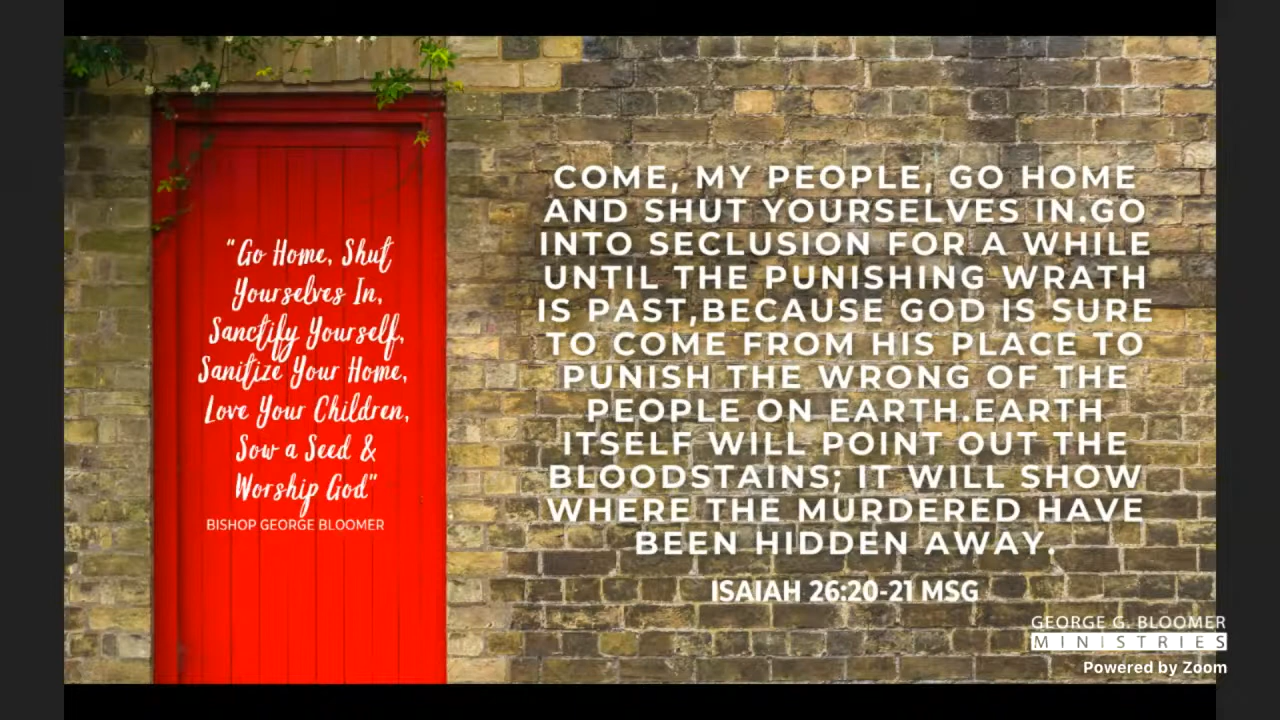 "Go Home, Shut
Yourselves In,
Sanctify Yourself,
Sanitize Your Home,
Love Your Children,
Sow a Seed &
Worship God"
BISHOP GEORGE BLOOMER
COME, MY PEOPLE, GO HOME
AND SHUT YOURSELVES IN.GO
INTO SECLUSION FOR A WHILE
UNTIL THE PUNISHING WRATH
IS PAST,BECAUSE GOD IS SURE
TO COME FROM HIS PLACE TO
PUNISH THE WRONG OF THE
PEOPLE ON EARTH.EARTH
ITSELF WILL POINT OUT THE
BLOODSTAINS; IT WILL SHOW
WHERE THE MURDERED HAVE
BEEN HIDDEN AWAY.
ISAIAH 26:20-21 MSG
GEORGE G. BLOOMER
MINISTRIES
Powered by Zoom